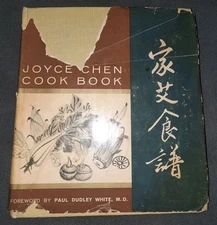 JOYCE CHEN
COOK BOOK
家艾食譜
FOREWORD BY PAUL DUDLEY WHITE, M.D.